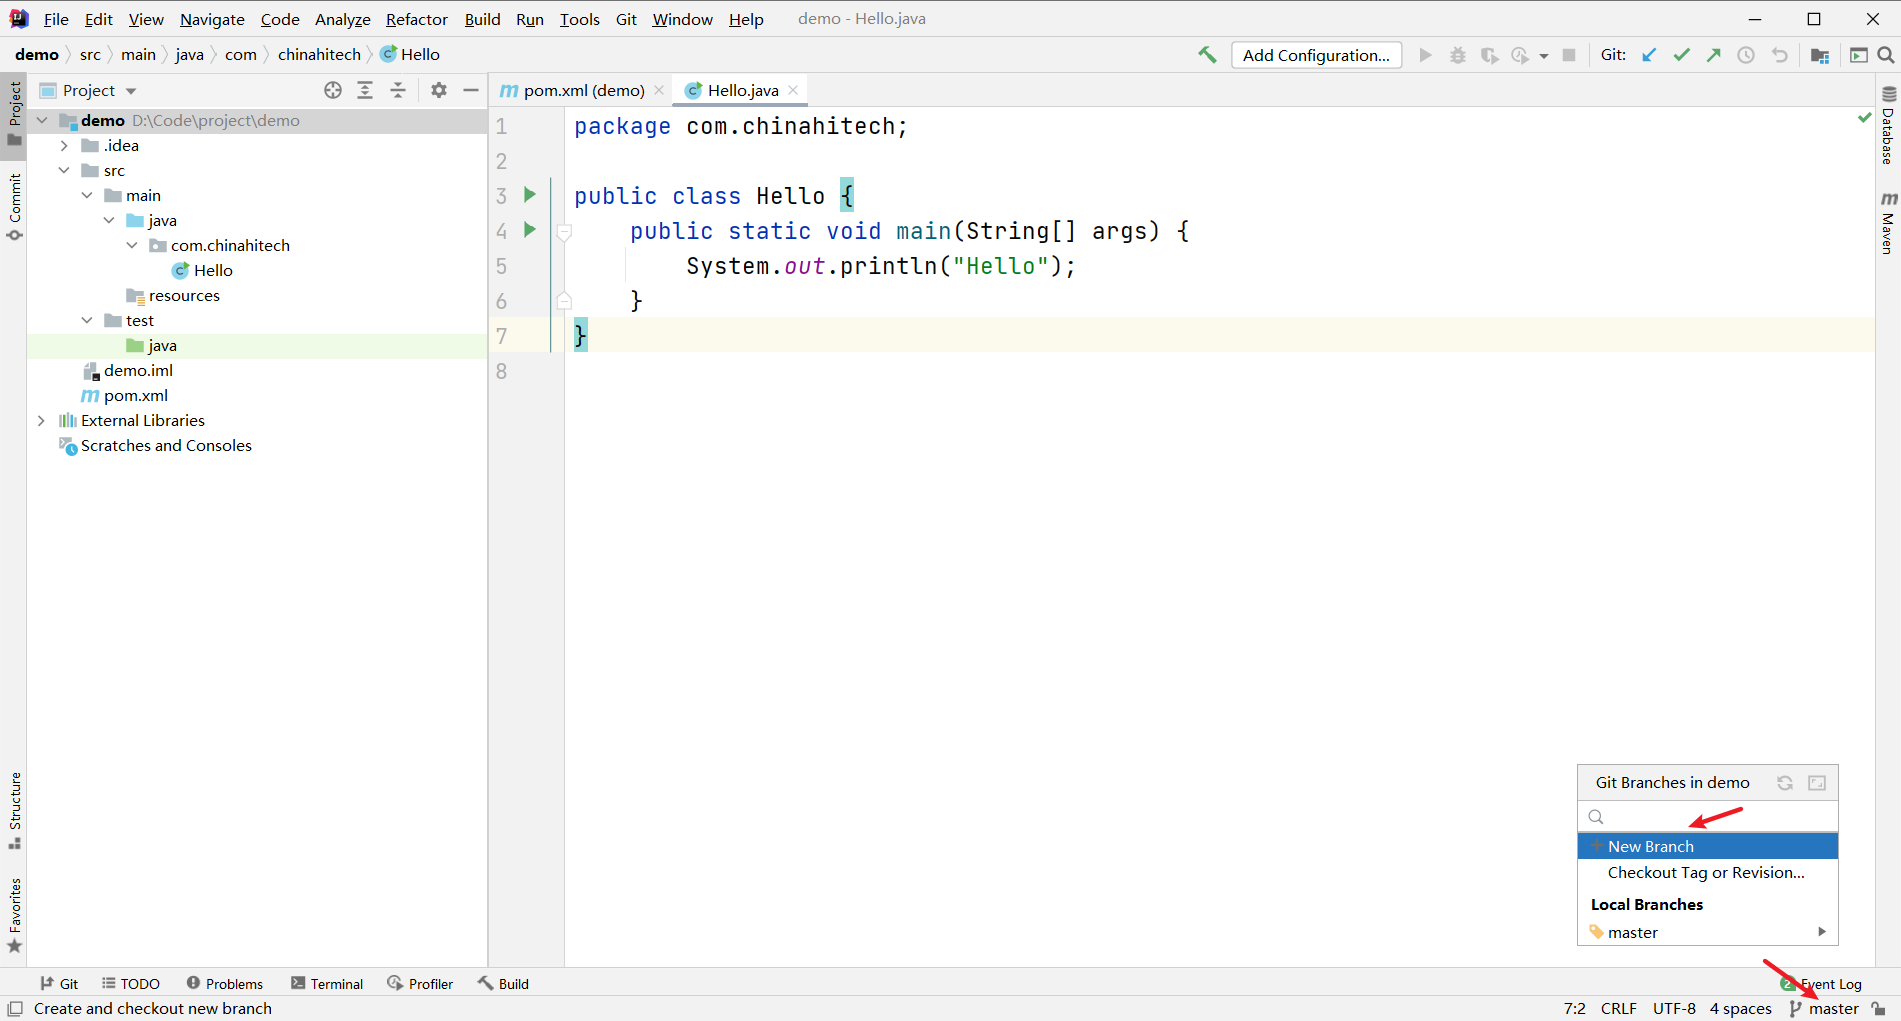 File Edit View Navigate Code Analyze Refactor Build Run Tools Git Window Help demo - Hello.java
demo src main java com chinahitech Hello Add Configuration... Git:
Project
pom.xml (demo) Hello.java
Project
Commit
Structure
Favorites
demo D:\Code\project\demo
.idea
src
main
java
com.chinahitech
Hello
resources
test
java
demo.iml
pom.xml
External Libraries
Scratches and Consoles
1 package com.chinahitech;
2
3 public class Hello {
4 public static void main(String[] args) {
5 System.out.println("Hello");
6 }
7 }
8
Database
Maven
Git Branches in demo
New Branch
Checkout Tag or Revision...
Local Branches
master
Git TODO Problems Terminal Profiler Build 2 Event Log
Create and checkout new branch 7:2 CRLF UTF-8 4 spaces master